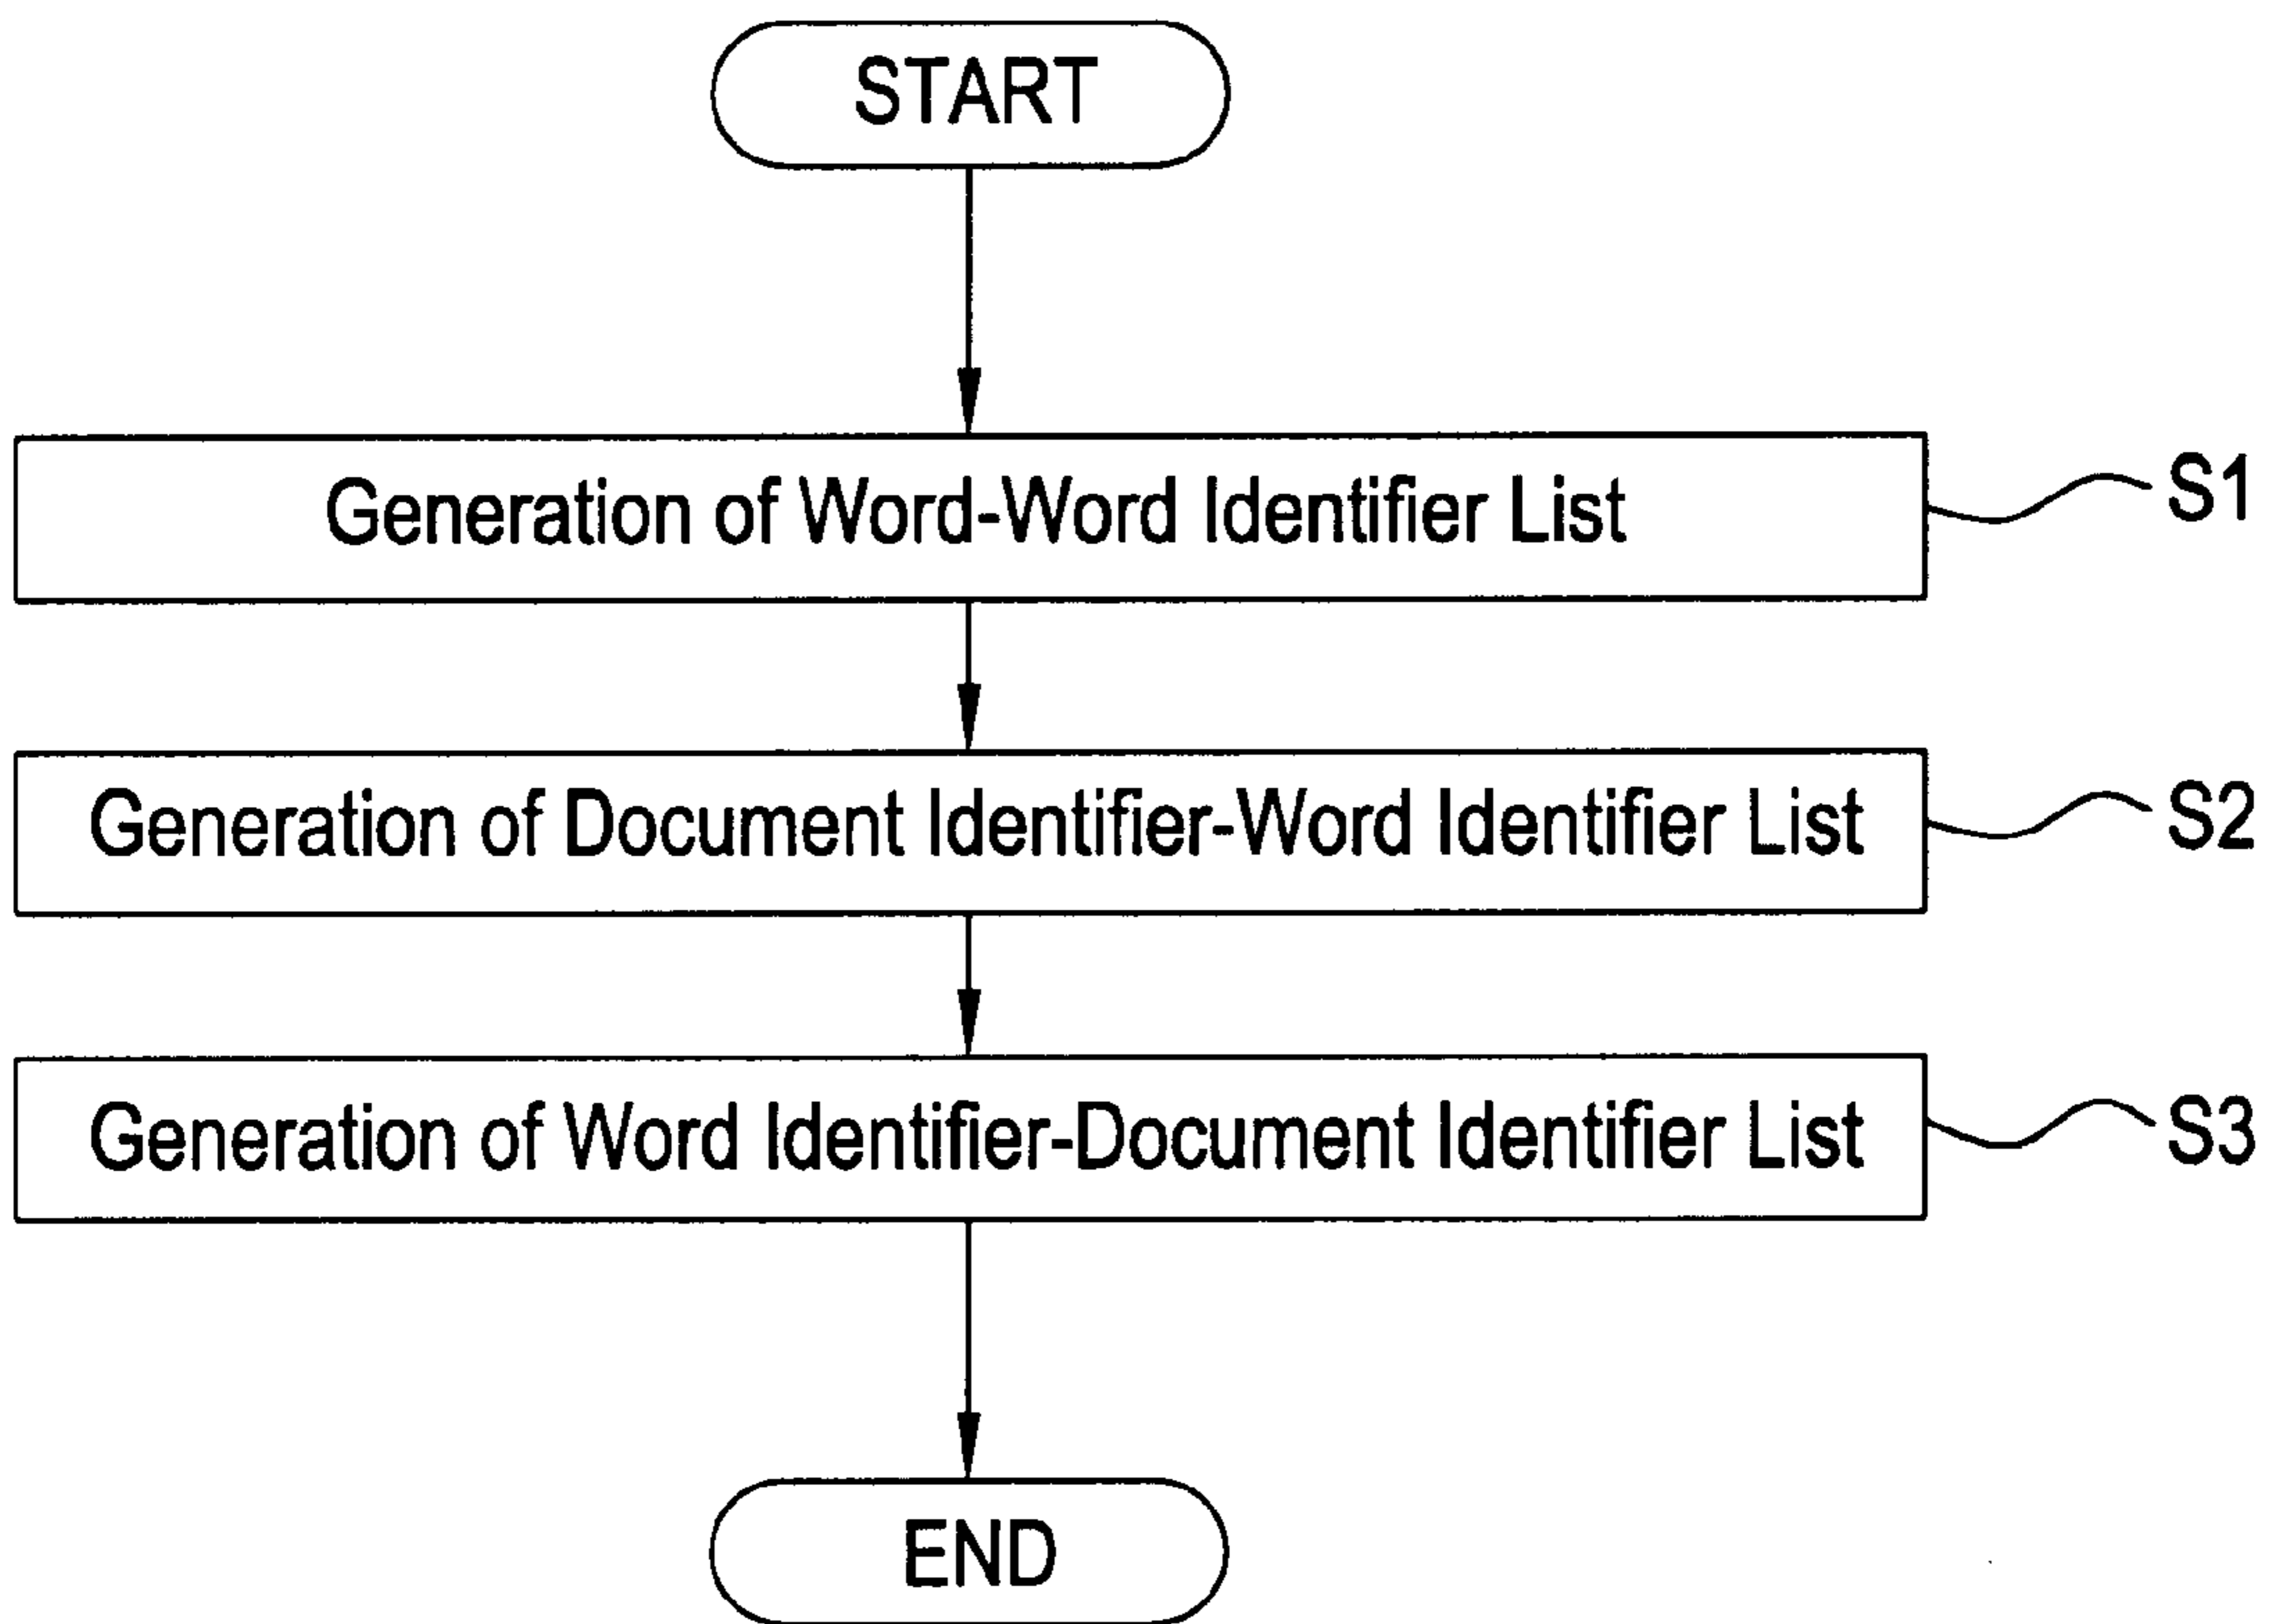 START
Generation of Word-Word Identifier List
S1
Generation of Document Identifier-Word Identifier List
S2
Generation of Word Identifier-Document Identifier List
S3
END